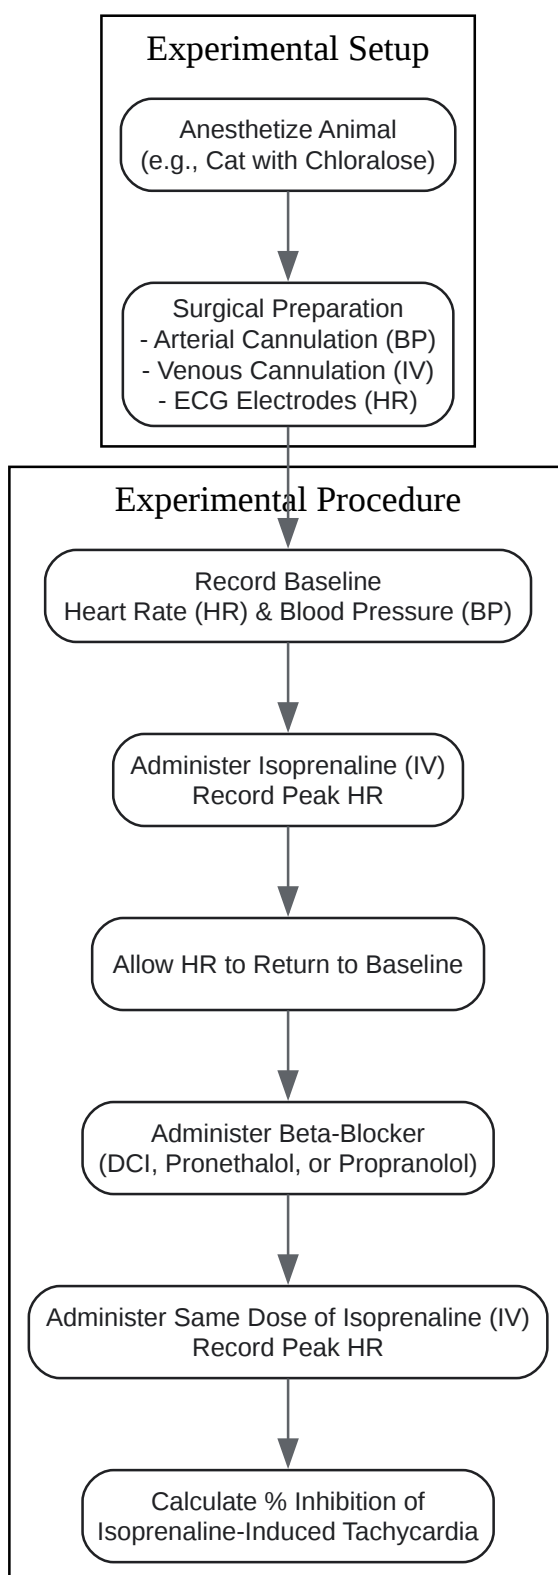 Experimental Setup
Anesthetize Animal
(e.g., Cat with Chloralose)
Surgical Preparation
- Arterial Cannulation (BP)
- Venous Cannulation (IV)
- ECG Electrodes (HR)
Experimental Procedure
Record Baseline
Heart Rate (HR) & Blood Pressure (BP)
Administer Isoprenaline (IV)
Record Peak HR
Allow HR to Return to Baseline
Administer Beta-Blocker
(DCI, Pronethalol, or Propranolol)
Administer Same Dose of Isoprenaline (IV)
Record Peak HR
Calculate % Inhibition of
Isoprenaline-Induced Tachycardia